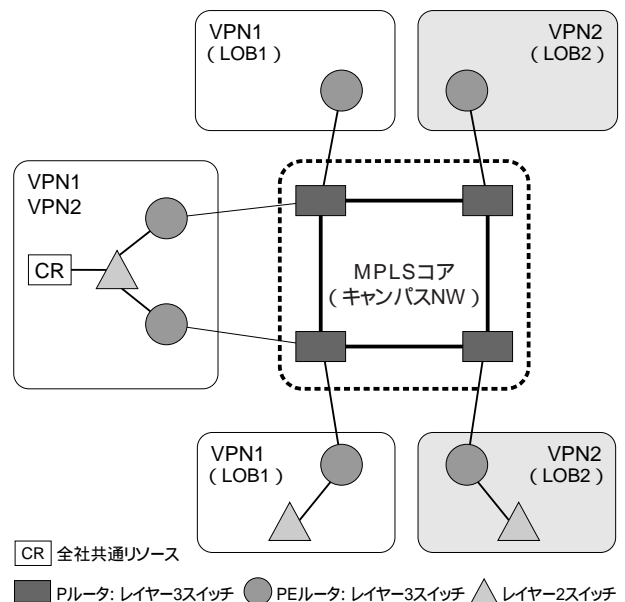 VPN1
(LOB1)
VPN2
(LOB2)
VPN1
VPN2
CR
MPLSコア
(キャンパスNW)
VPN1
(LOB1)
VPN2
(LOB2)
CR 全社共通リソース
Pルータ: レイヤー3スイッチ PEルータ: レイヤー3スイッチ レイヤー2スイッチ